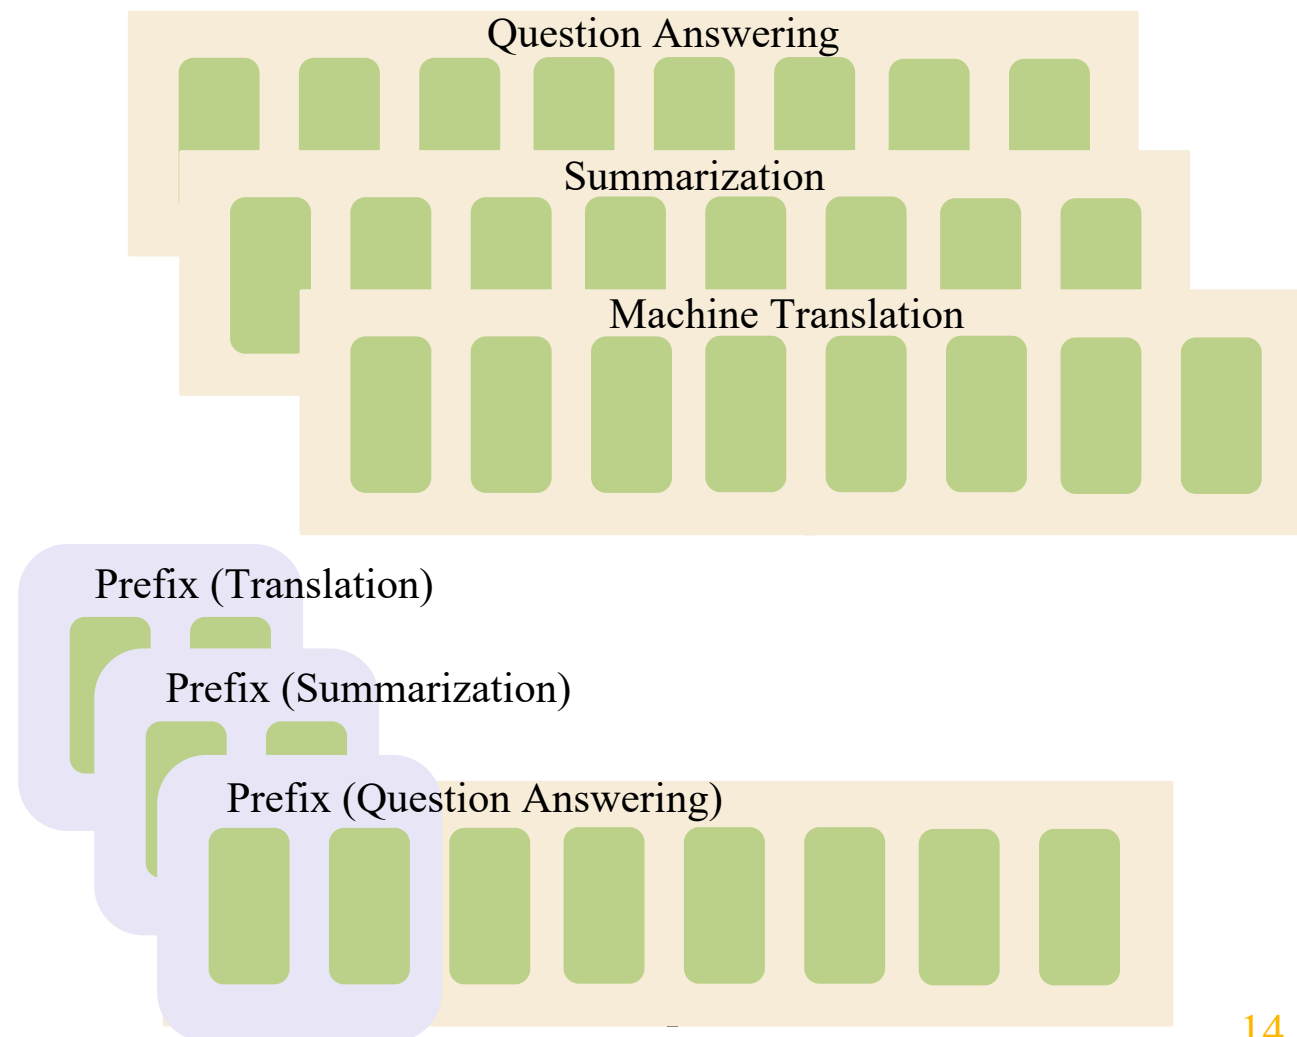 Question Answering
Summarization
Machine Translation
Prefix (Translation)
Prefix (Summarization)
Prefix (Question Answering)
14